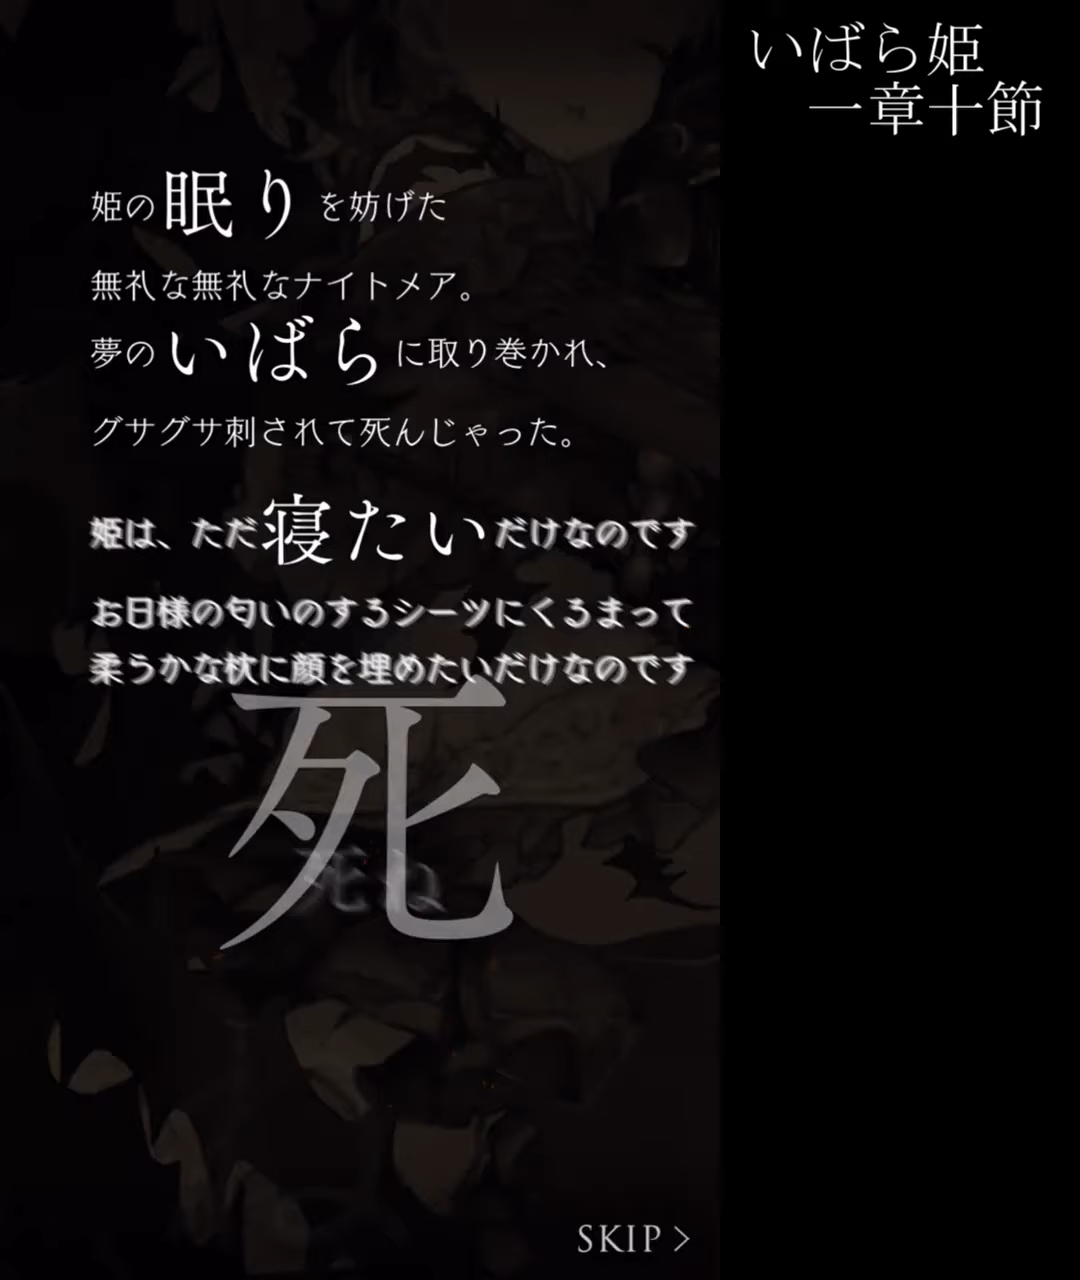 いばら姫
一章十節
姫の眠りを妨げた
無礼な無礼なナイトメア。
夢のいばらに取り巻かれ、
グサグサ刺されて死んじゃった。
姫は、ただ寝たいだけなのです
お日様の匂いのするシーツにくるまって
柔らかな枕に顔を埋めたいだけなのです
死
死ね
SKIP >